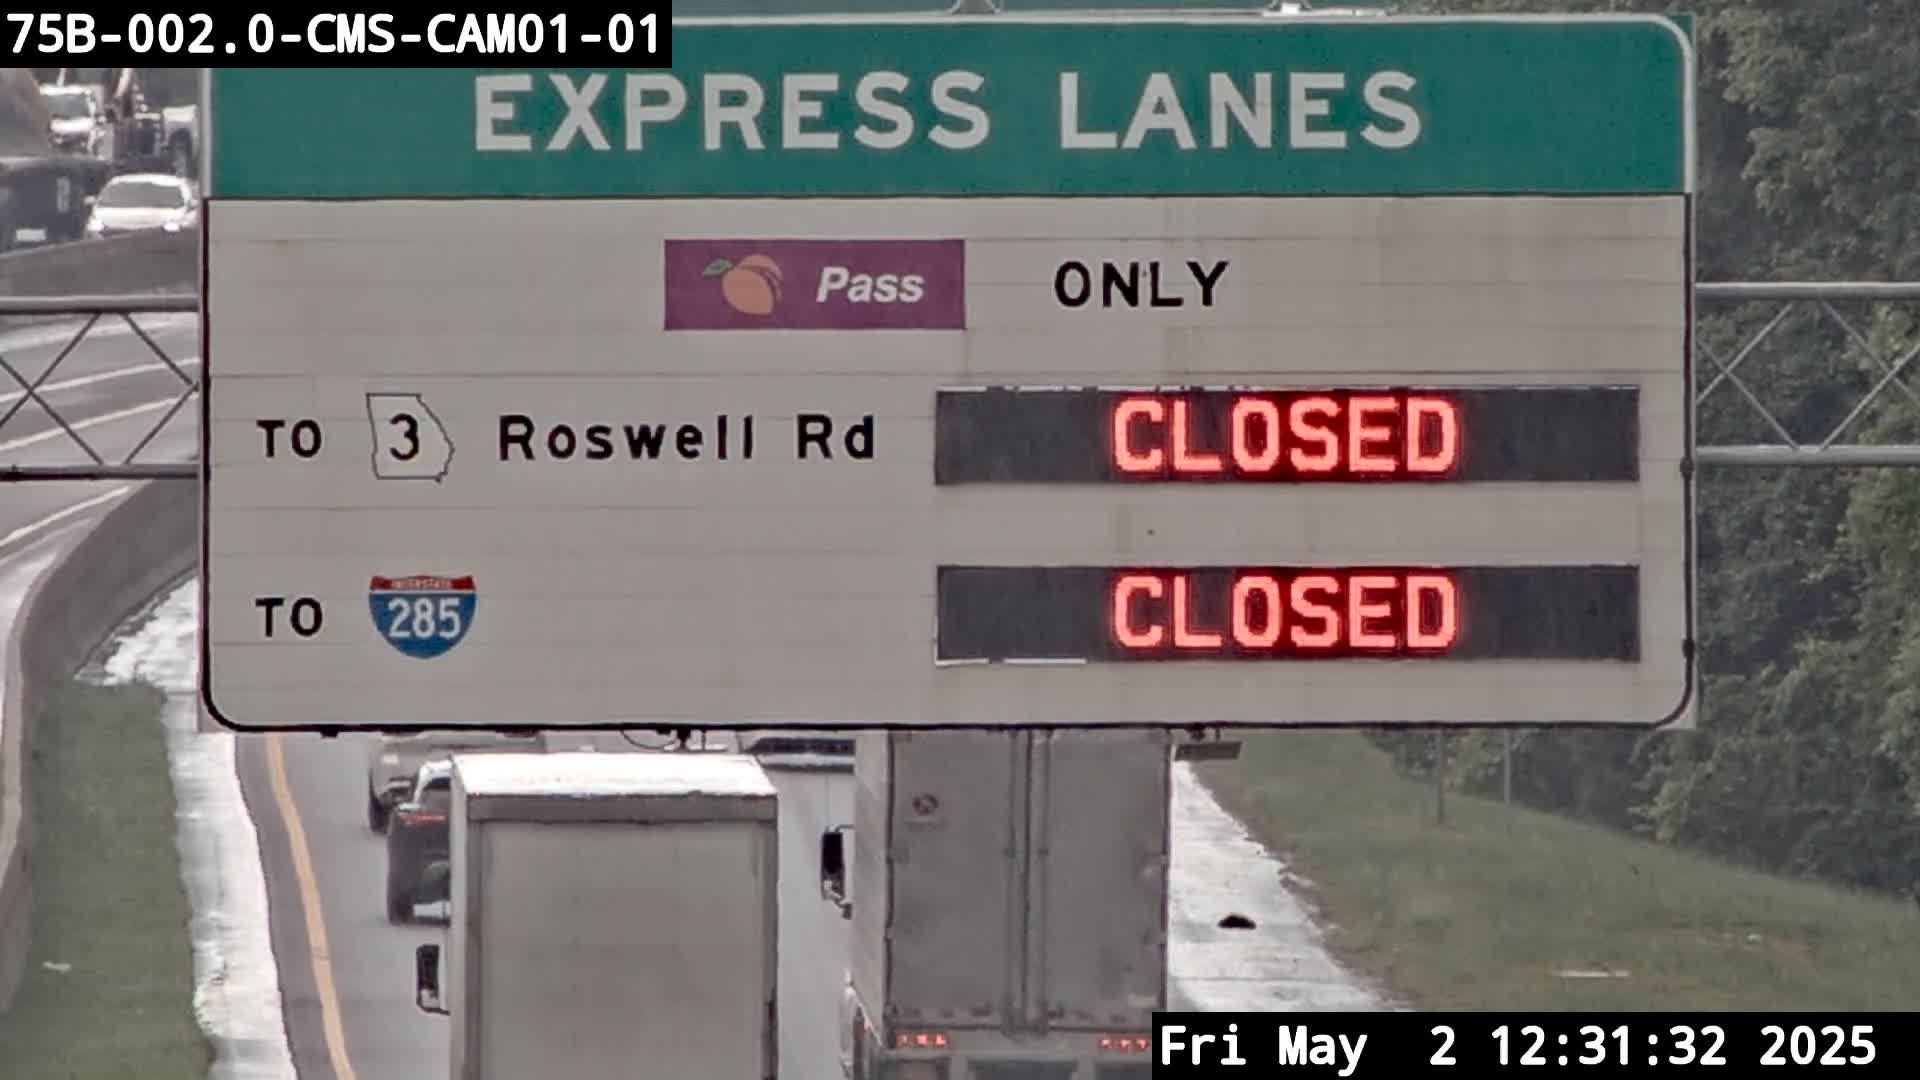 75B-002.0-CMS-CAM01-01
EXPRESS LANES
Pass ONLY
TO 3 Roswell Rd CLOSED
TO INTERSTATE 285 CLOSED
Fri May 2 12:31:32 2025